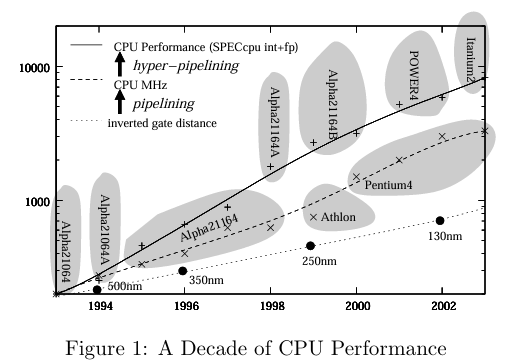 CPU Performance (SPECcpu int+fp)
hyper−pipelining
CPU MHz
pipelining
inverted gate distance
10000
1000
Alpha21064
Alpha21064A
Alpha21164
Alpha21164A
Alpha21164B
POWER4
Itanium2
Pentium4
Athlon
500nm
350nm
250nm
130nm
1994
1996
1998
2000
2002
Figure 1: A Decade of CPU Performance